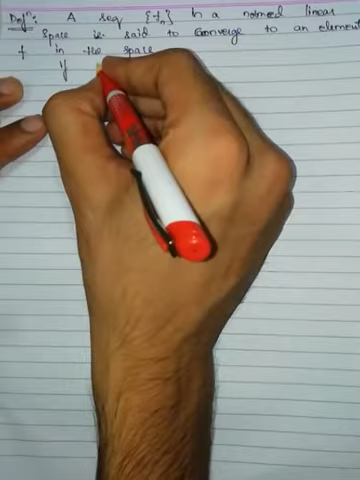 Defⁿ: A seq {fn} in a normed linear
space is said to converge to an element
f in the space
if